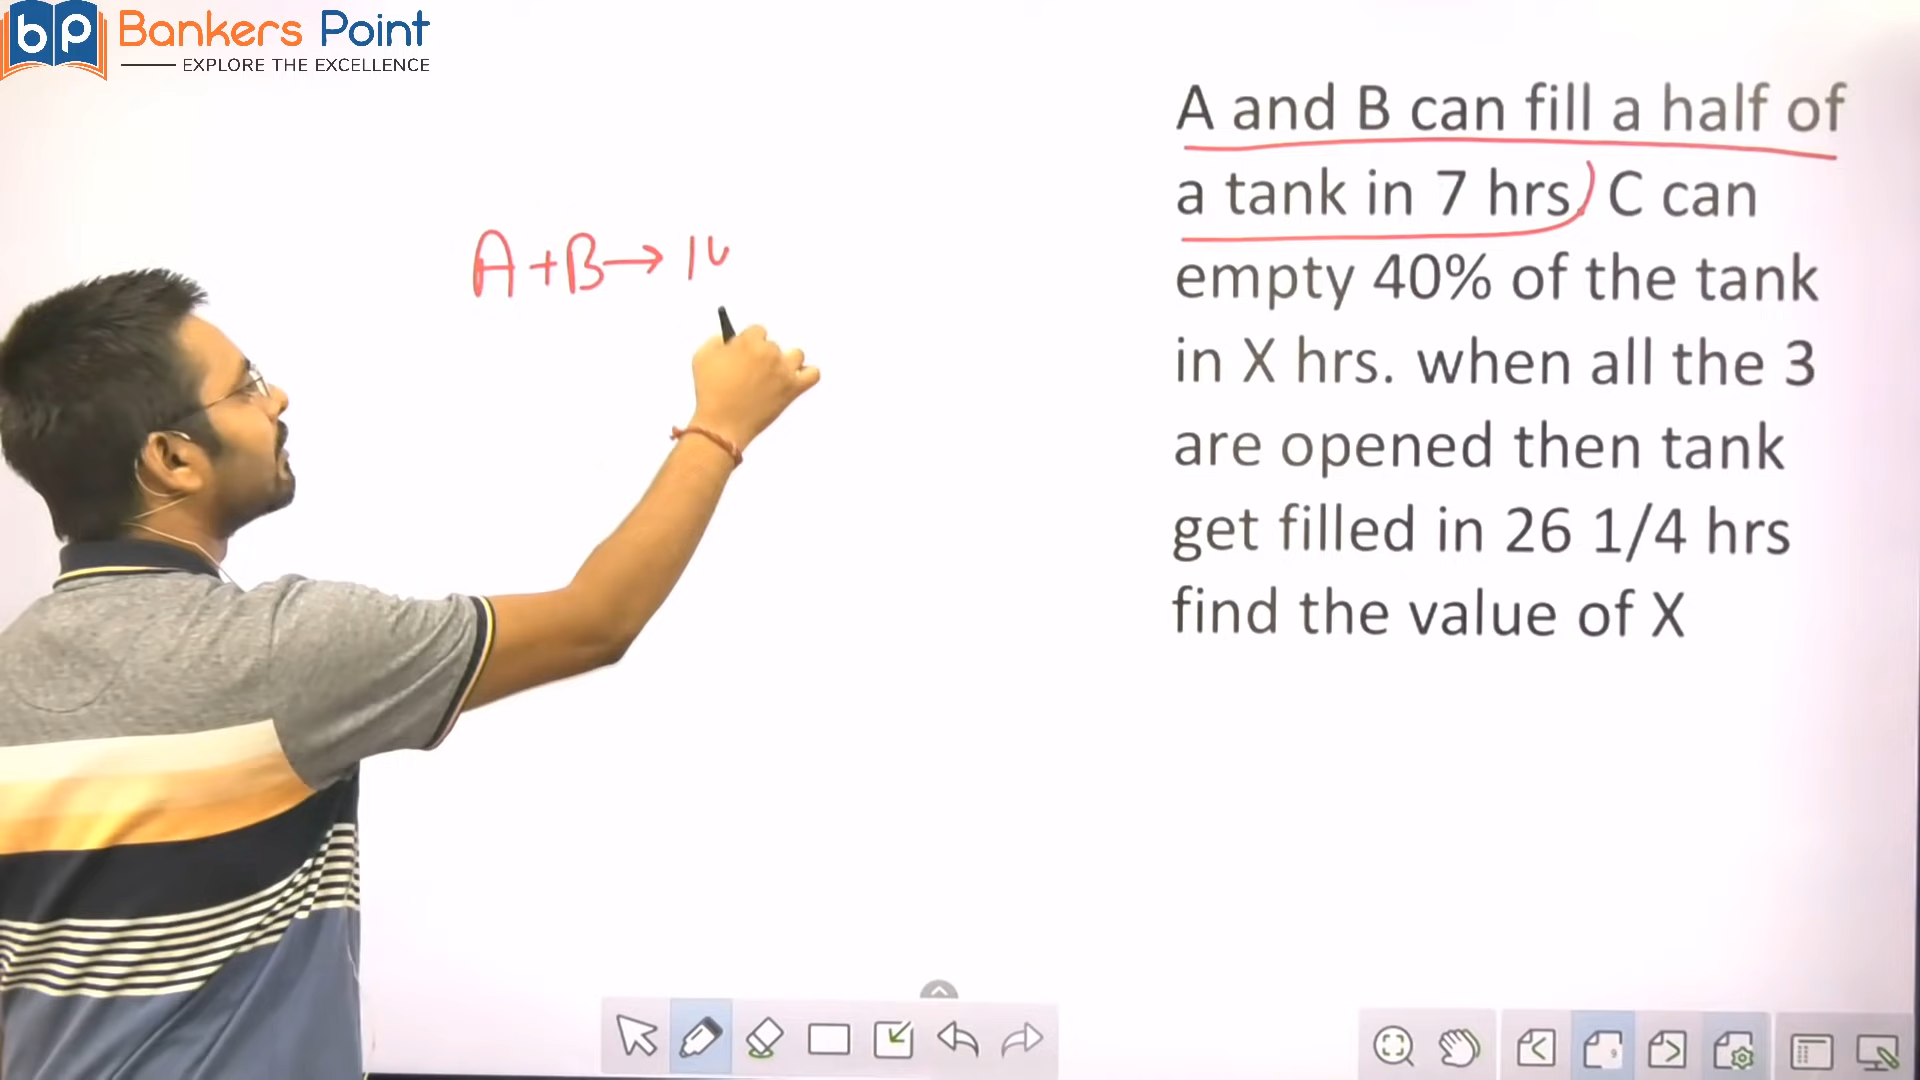 bp Bankers Point
EXPLORE THE EXCELLENCE
A and B can fill a half of
a tank in 7 hrs. C can
empty 40% of the tank
in X hrs. when all the 3
are opened then tank
get filled in 26 1/4 hrs
find the value of X
A+B→